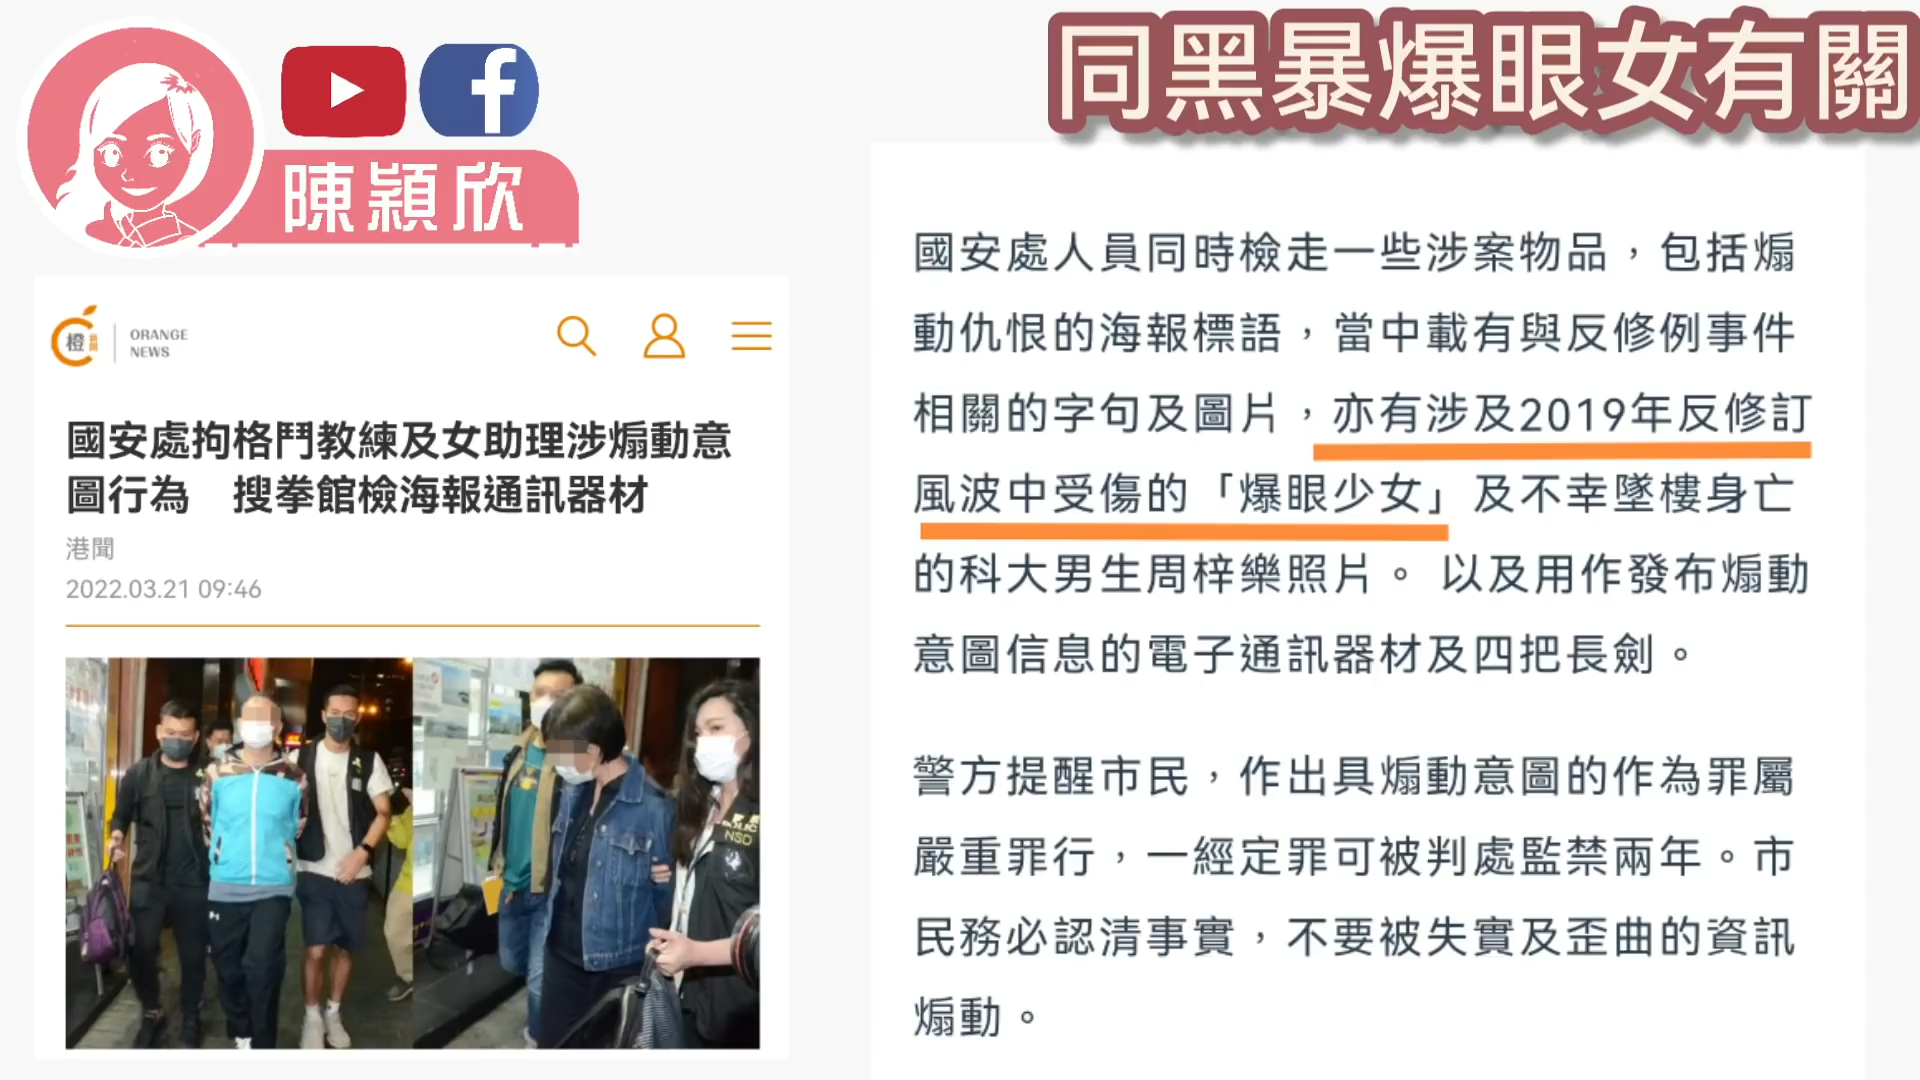 同黑暴爆眼女有關
陳穎欣
橙
新聞
ORANGE
NEWS
國安處拘格鬥教練及女助理涉煽動意
圖行為 搜拳館檢海報通訊器材
港聞
2022.03.21 09:46
NSD
國安處人員同時檢走一些涉案物品，包括煽
動仇恨的海報標語，當中載有與反修例事件
相關的字句及圖片，亦有涉及2019年反修訂
風波中受傷的「爆眼少女」及不幸墜樓身亡
的科大男生周梓樂照片。 以及用作發布煽動
意圖信息的電子通訊器材及四把長劍。
警方提醒市民，作出具煽動意圖的作為罪屬
嚴重罪行，一經定罪可被判處監禁兩年。市
民務必認清事實，不要被失實及歪曲的資訊
煽動。